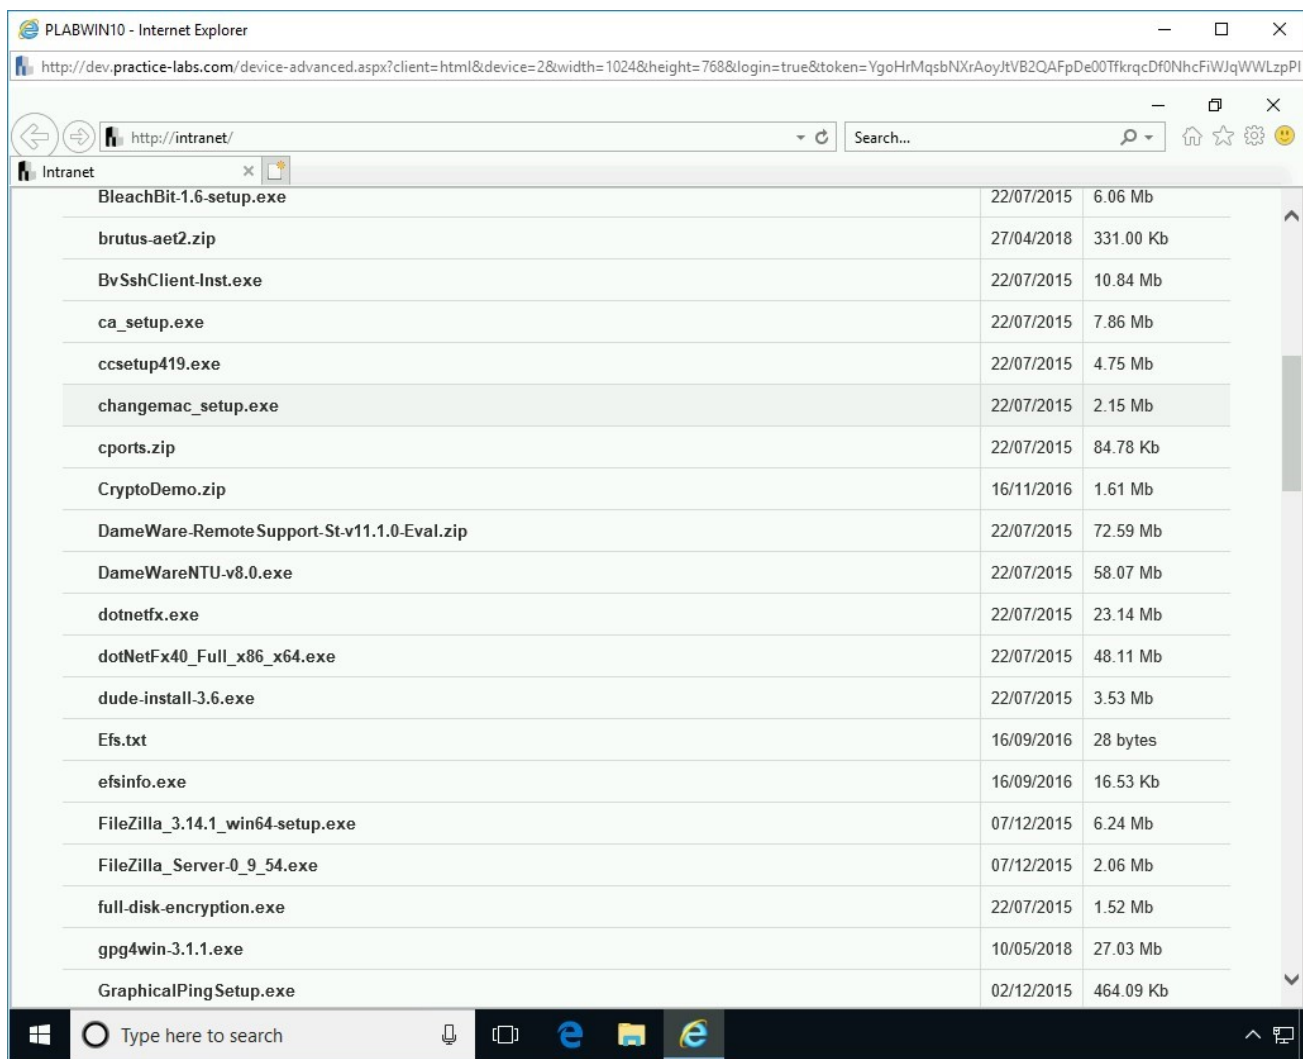 PLABWIN10 - Internet Explorer
http://dev.practice-labs.com/device-advanced.aspx?client=html&device=2&width=1024&height=768&login=true&token=YgoHrMqsbNXrAoyJtVB2QAFpDe00TfkrqcDf0NhcFiWJqWWLzpPI
http://intranet/ Search...
Intranet
BleachBit-1.6-setup.exe 22/07/2015 6.06 Mb
brutus-aet2.zip 27/04/2018 331.00 Kb
BvSshClient-Inst.exe 22/07/2015 10.84 Mb
ca_setup.exe 22/07/2015 7.86 Mb
ccsetup419.exe 22/07/2015 4.75 Mb
changemac_setup.exe 22/07/2015 2.15 Mb
cports.zip 22/07/2015 84.78 Kb
CryptoDemo.zip 16/11/2016 1.61 Mb
DameWare-RemoteSupport-St-v11.1.0-Eval.zip 22/07/2015 72.59 Mb
DameWareNTU-v8.0.exe 22/07/2015 58.07 Mb
dotnetfx.exe 22/07/2015 23.14 Mb
dotNetFx40_Full_x86_x64.exe 22/07/2015 48.11 Mb
dude-install-3.6.exe 22/07/2015 3.53 Mb
Efs.txt 16/09/2016 28 bytes
efsinfo.exe 16/09/2016 16.53 Kb
FileZilla_3.14.1_win64-setup.exe 07/12/2015 6.24 Mb
FileZilla_Server-0_9_54.exe 07/12/2015 2.06 Mb
full-disk-encryption.exe 22/07/2015 1.52 Mb
gpg4win-3.1.1.exe 10/05/2018 27.03 Mb
GraphicalPingSetup.exe 02/12/2015 464.09 Kb
Type here to search